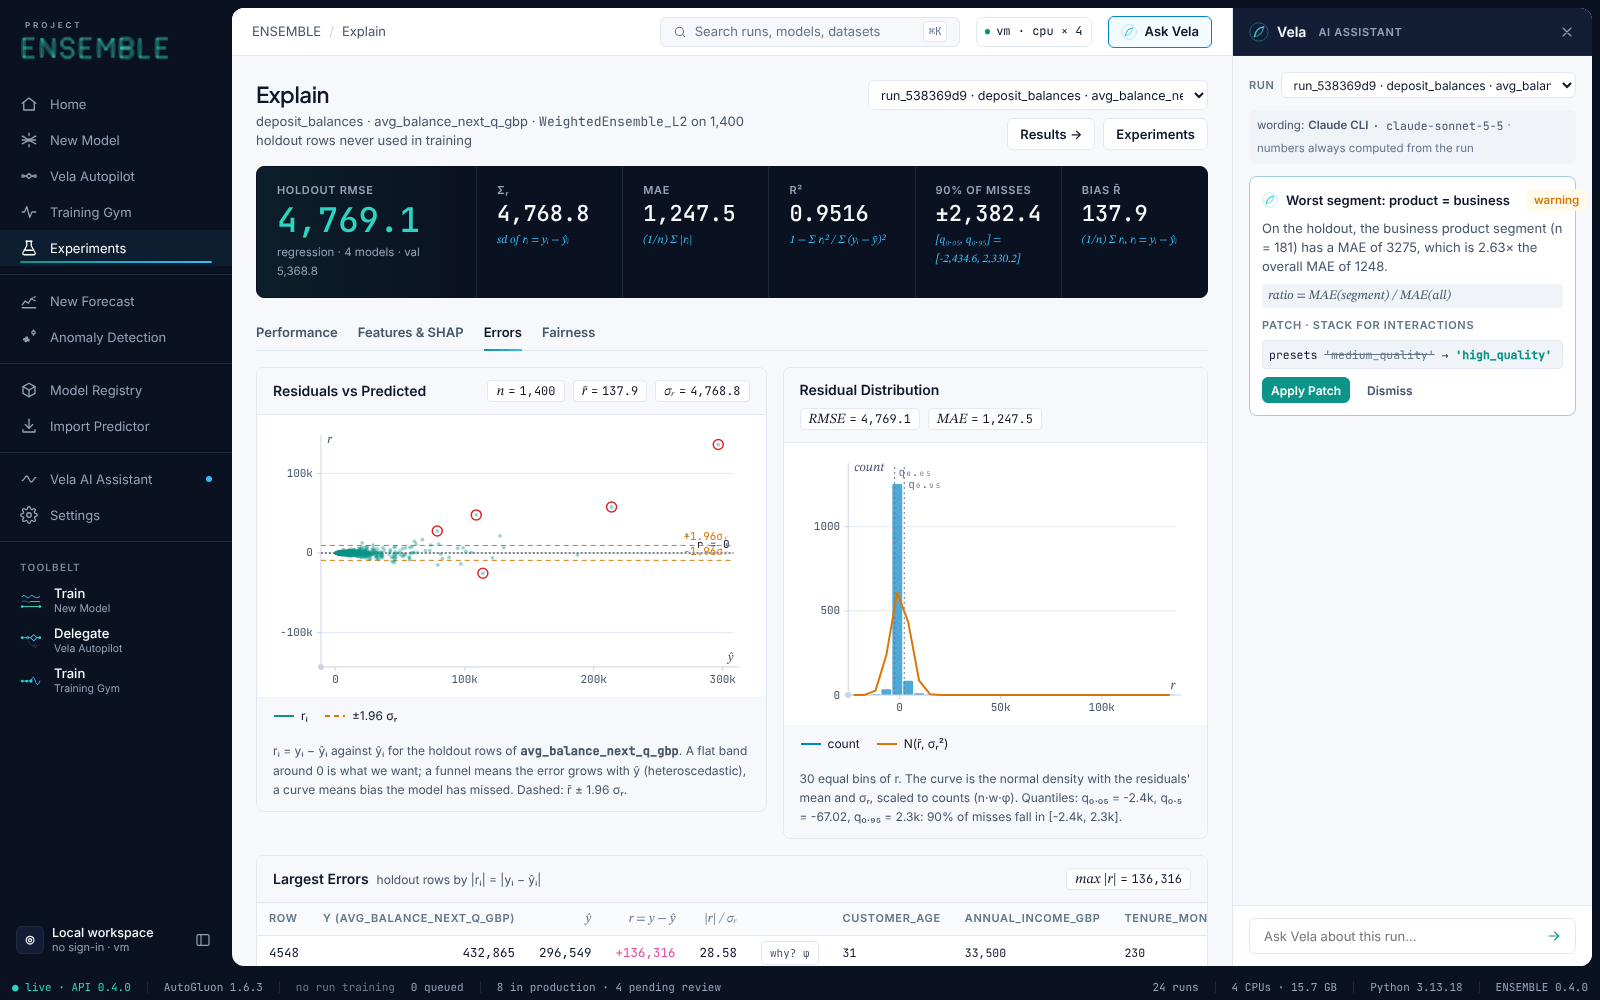 PROJECT
ENSEMBLE
Home
New Model
Vela Autopilot
Training Gym
Experiments
New Forecast
Anomaly Detection
Model Registry
Import Predictor
Vela AI Assistant
Settings
TOOLBELT
Train
New Model
Delegate
Vela Autopilot
Train
Training Gym
Local workspace
no sign-in · vm
ENSEMBLE / Explain
Search runs, models, datasets ⌘K
vm · cpu × 4
Ask Vela
Explain
deposit_balances · avg_balance_next_q_gbp · WeightedEnsemble_L2 on 1,400
holdout rows never used in training
run_538369d9 · deposit_balances · avg_balance_ne
Results →
Experiments
HOLDOUT RMSE
4,769.1
regression · 4 models · val
5,368.8
Σᵣ
4,768.8
sd of rᵢ = yᵢ − ŷᵢ
MAE
1,247.5
(1/n) Σ |rᵢ|
R²
0.9516
1 − Σ rᵢ² / Σ (yᵢ − ȳ)²
90% OF MISSES
±2,382.4
[q₀.₀₅, q₀.₉₅] =
[-2,434.6, 2,330.2]
BIAS R̄
137.9
(1/n) Σ rᵢ, rᵢ = yᵢ − ŷᵢ
Performance
Features & SHAP
Errors
Fairness
Residuals vs Predicted
n = 1,400
r̄ = 137.9
σᵣ = 4,768.8
r
100k
0
-100k
+1.96σᵣ
r = 0
-1.96σᵣ
ŷ
0 100k 200k 300k
rᵢ
±1.96 σᵣ
rᵢ = yᵢ − ŷᵢ against ŷᵢ for the holdout rows of avg_balance_next_q_gbp. A flat band
around 0 is what we want; a funnel means the error grows with ŷ (heteroscedastic),
a curve means bias the model has missed. Dashed: r̄ ± 1.96 σᵣ.
Residual Distribution
RMSE = 4,769.1
MAE = 1,247.5
count
q₀.₀₅
q₀.₉₅
1000
500
0
r
0 50k 100k
count
N(r̄, σᵣ²)
30 equal bins of r. The curve is the normal density with the residuals'
mean and σᵣ, scaled to counts (n·w·φ). Quantiles: q₀.₀₅ = -2.4k, q₀.₅
= -67.02, q₀.₉₅ = 2.3k: 90% of misses fall in [-2.4k, 2.3k].
Largest Errors holdout rows by |rᵢ| = |yᵢ − ŷᵢ|
max |r| = 136,316
ROW Y (AVG_BALANCE_NEXT_Q_GBP) ŷ r = y − ŷ |r| / σᵣ CUSTOMER_AGE ANNUAL_INCOME_GBP TENURE_MON
4548 432,865 296,549 +136,316 28.58 why? φ 31 33,500 230
Vela AI ASSISTANT
RUN run_538369d9 · deposit_balances · avg_balar
wording: Claude CLI · claude-sonnet-5-5 ·
numbers always computed from the run
Worst segment: product = business
warning
On the holdout, the business product segment (n
= 181) has a MAE of 3275, which is 2.63× the
overall MAE of 1248.
ratio = MAE(segment) / MAE(all)
PATCH · STACK FOR INTERACTIONS
presets 'medium_quality' → 'high_quality'
Apply Patch
Dismiss
Ask Vela about this run...
live · API 0.4.0
AutoGluon 1.6.3
no run training 0 queued
8 in production · 4 pending review
24 runs
4 CPUs · 15.7 GB
Python 3.13.18
ENSEMBLE 0.4.0